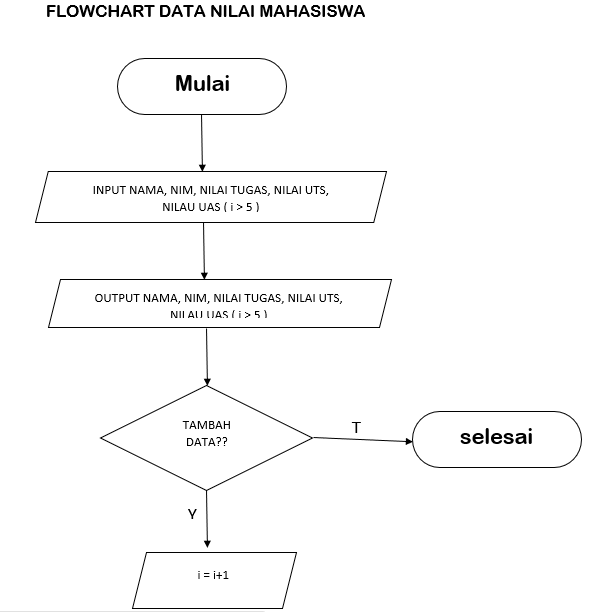 FLOWCHART DATA NILAI MAHASISWA
Mulai
INPUT NAMA, NIM, NILAI TUGAS, NILAI UTS,
NILAU UAS ( i > 5 )
OUTPUT NAMA, NIM, NILAI TUGAS, NILAI UTS,
NILAU UAS ( i > 5 )
TAMBAH
DATA??
T
selesai
Y
i = i+1